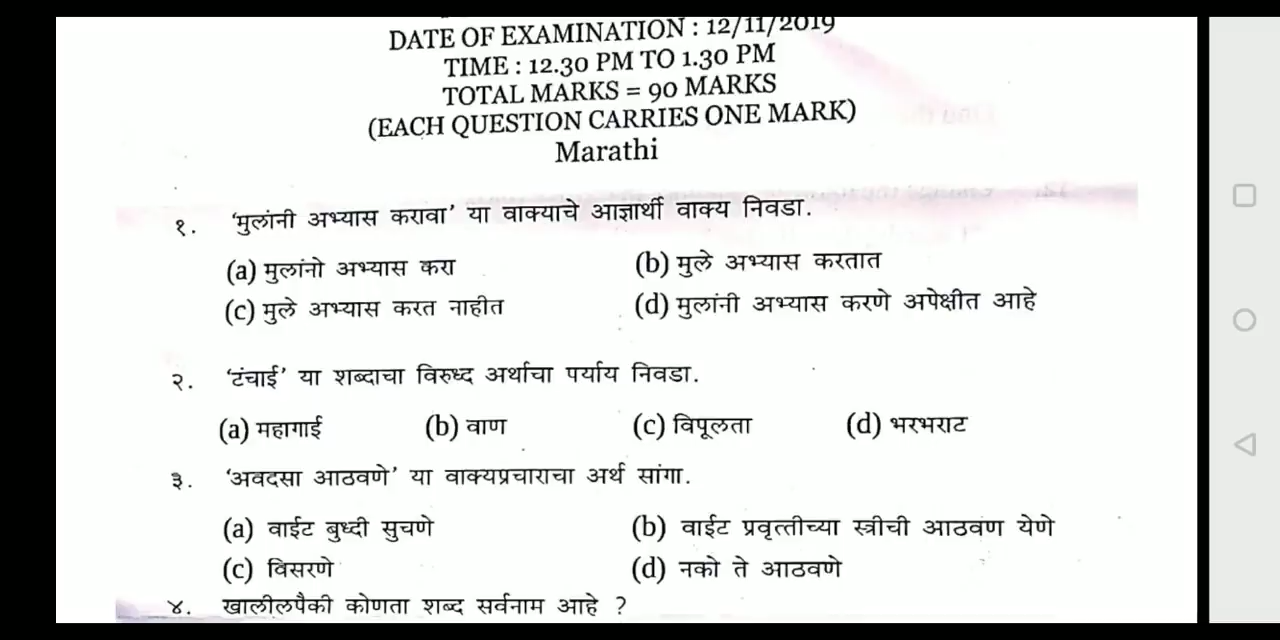 DATE OF EXAMINATION : 12/11/2019
TIME : 12.30 PM TO 1.30 PM
TOTAL MARKS = 90 MARKS
(EACH QUESTION CARRIES ONE MARK)
Marathi
१. 'मुलांनी अभ्यास करावा' या वाक्याचे आज्ञार्थी वाक्य निवडा.
(a) मुलांनो अभ्यास करा (b) मुले अभ्यास करतात
(c) मुले अभ्यास करत नाहीत (d) मुलांनी अभ्यास करणे अपेक्षीत आहे
२. 'टंचाई' या शब्दाचा विरुध्द अर्थाचा पर्याय निवडा.
(a) महागाई (b) वाण (c) विपूलता (d) भरभराट
३. 'अवदसा आठवणे' या वाक्यप्रचाराचा अर्थ सांगा.
(a) वाईट बुध्दी सुचणे (b) वाईट प्रवृत्तीच्या स्त्रीची आठवण येणे
(c) विसरणे (d) नको ते आठवणे
४. खालीलपैकी कोणता शब्द सर्वनाम आहे ?